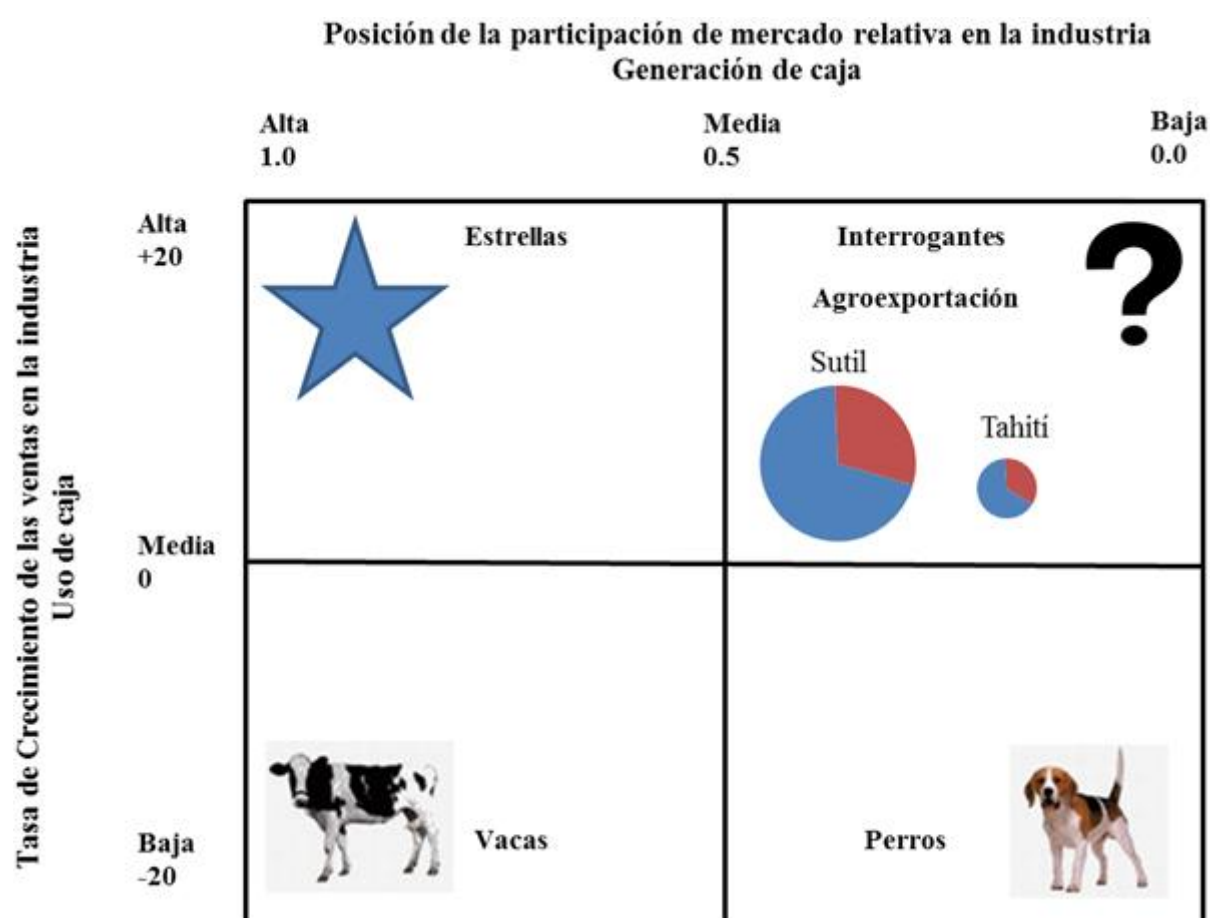 Posición de la participación de mercado relativa en la industria
Generación de caja
Alta
1.0
Media
0.5
Baja
0.0
Tasa de Crecimiento de las ventas en la industria
Uso de caja
Alta
+20
Media
0
Baja
-20
Estrellas
Interrogantes
?
Agroexportación
Sutil
Tahití
Vacas
Perros